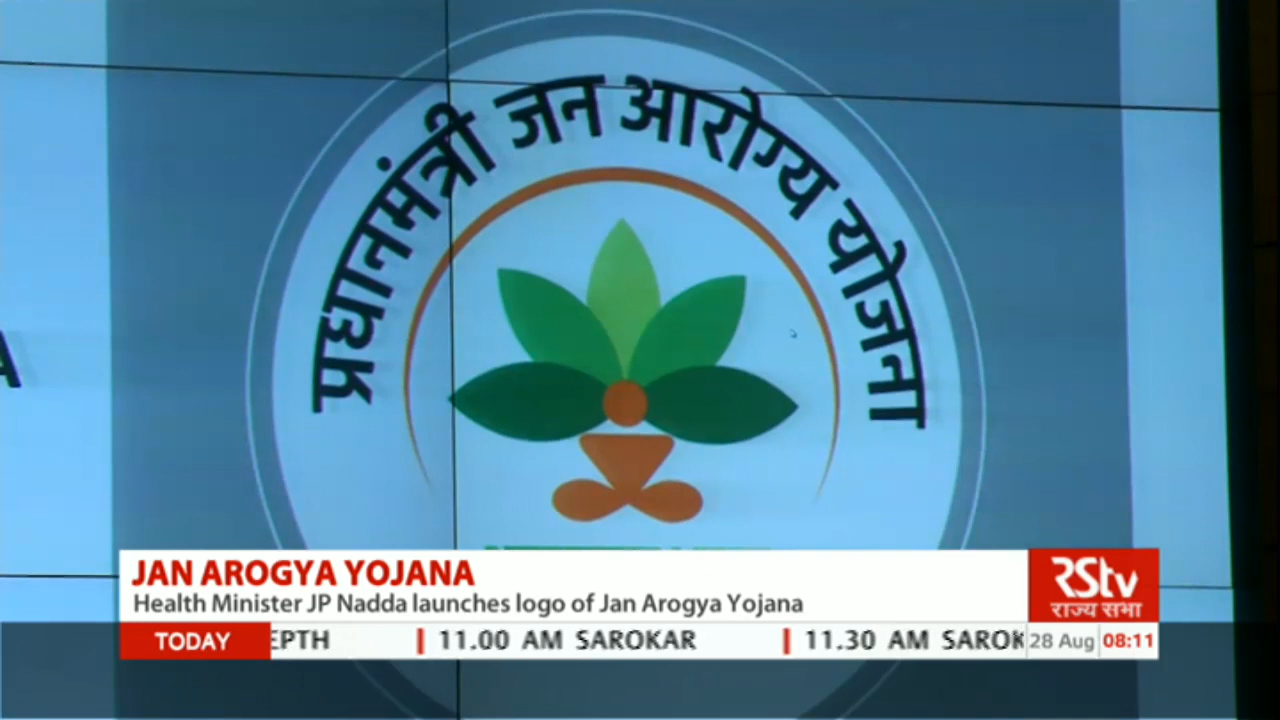 प्रधानमंत्री जन आरोग्य योजना
JAN AROGYA YOJANA
Health Minister JP Nadda launches logo of Jan Arogya Yojana
RSTV
राज्य सभा
TODAY EPTH 11.00 AM SAROKAR 11.30 AM SAROK 28 Aug 08:11